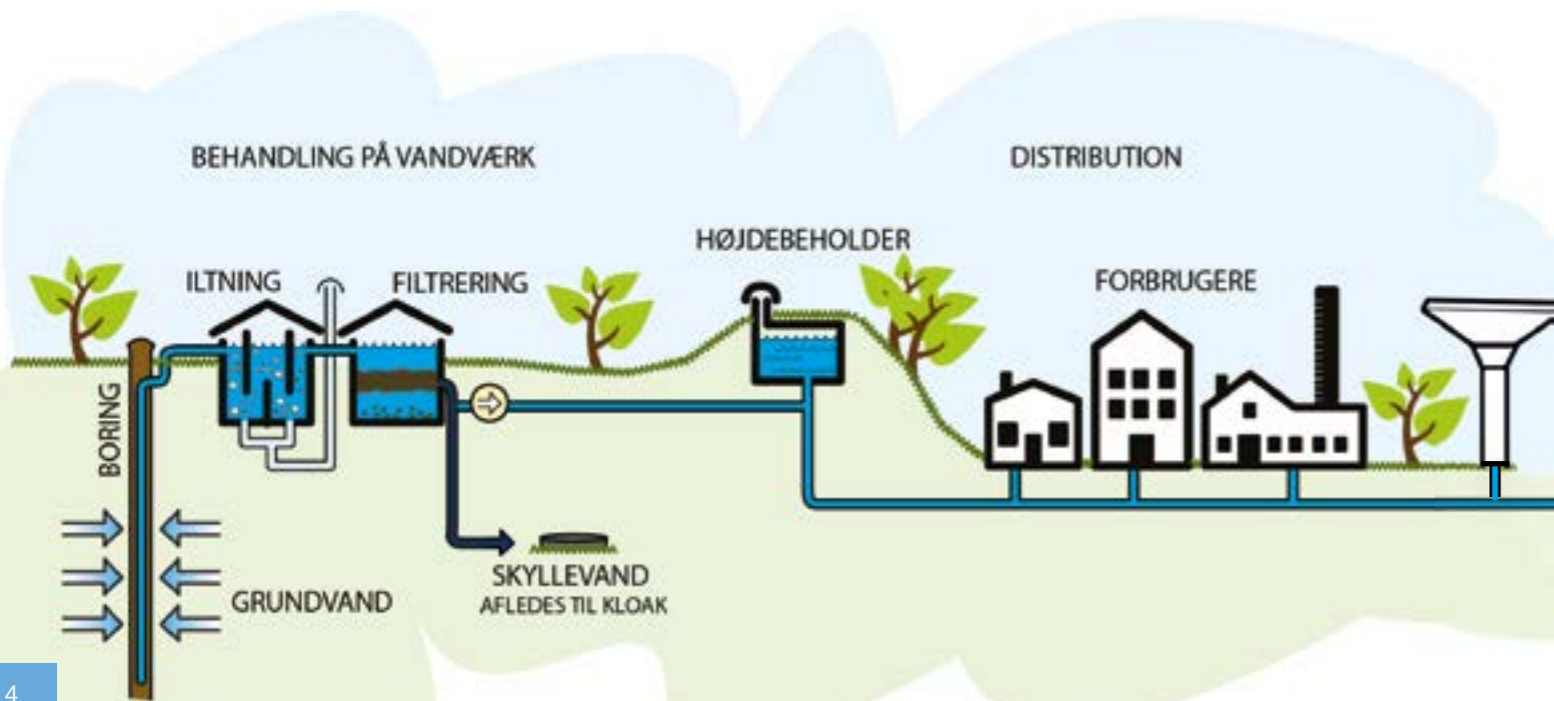 BEHANDLING PÅ VANDVÆRK
DISTRIBUTION
HØJDEBEHOLDER
ILTNING
FILTRERING
FORBRUGERE
BORING
SKYLLEVAND
AFLEDES TIL KLOAK
GRUNDVAND
4